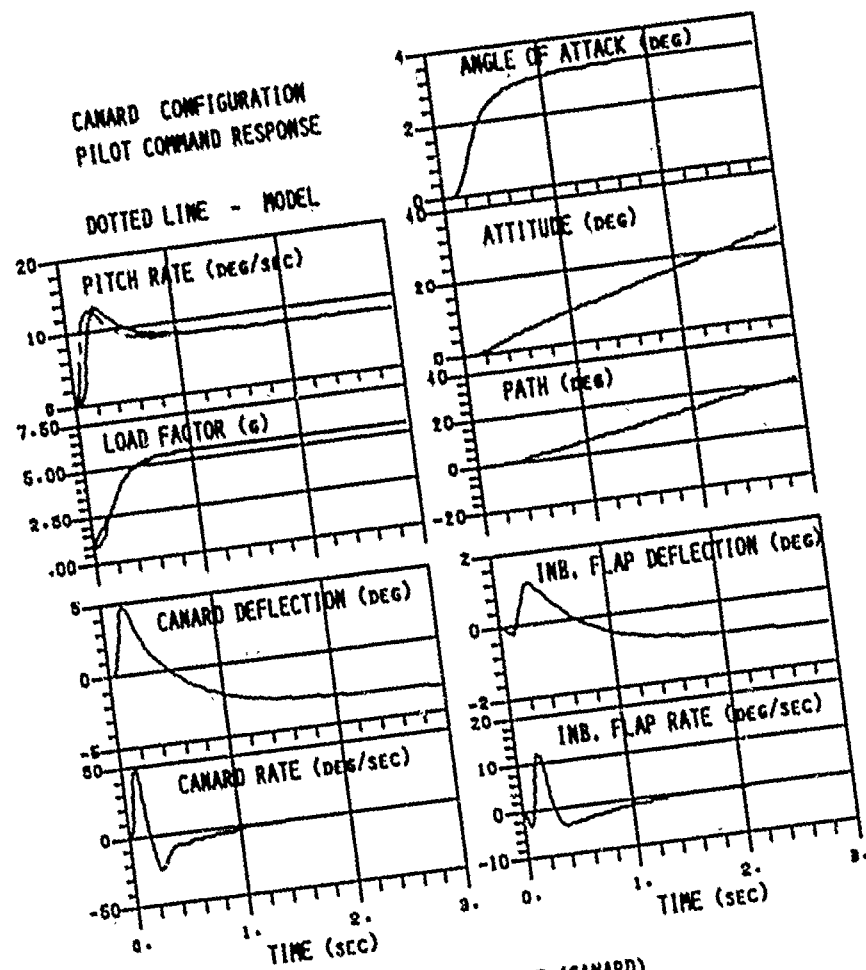 CANARD CONFIGURATION
PILOT COMMAND RESPONSE
DOTTED LINE - MODEL
20
PITCH RATE (DEG/SEC)
10
0
7.50
LOAD FACTOR (G)
5.00
2.50
.00
5
CANARD DEFLECTION (DEG)
0
-5
50
CANARD RATE (DEG/SEC)
0
-50
0. 1. 2. 3.
TIME (SEC)
4
ANGLE OF ATTACK (DEG)
2
0
40
ATTITUDE (DEG)
20
0
40
PATH (DEG)
20
0
-20
2
INB. FLAP DEFLECTION (DEG)
0
-2
20
INB. FLAP RATE (DEG/SEC)
10
0
-10
0. 1. 2. 3.
TIME (SEC)
(CANARD)